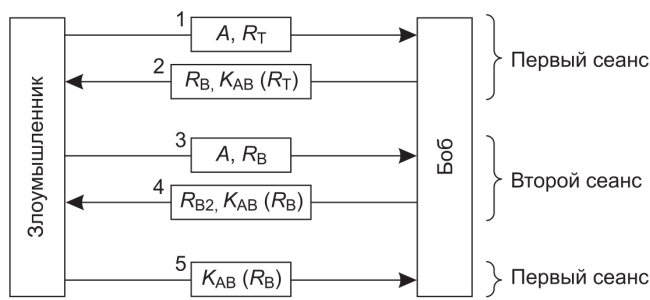 1
A, R_T
Первый сеанс
2
R_B, K_AB (R_T)
3
A, R_B
Второй сеанс
4
R_B2, K_AB (R_B)
5
K_AB (R_B)
Первый сеанс
Злоумышленник
Боб